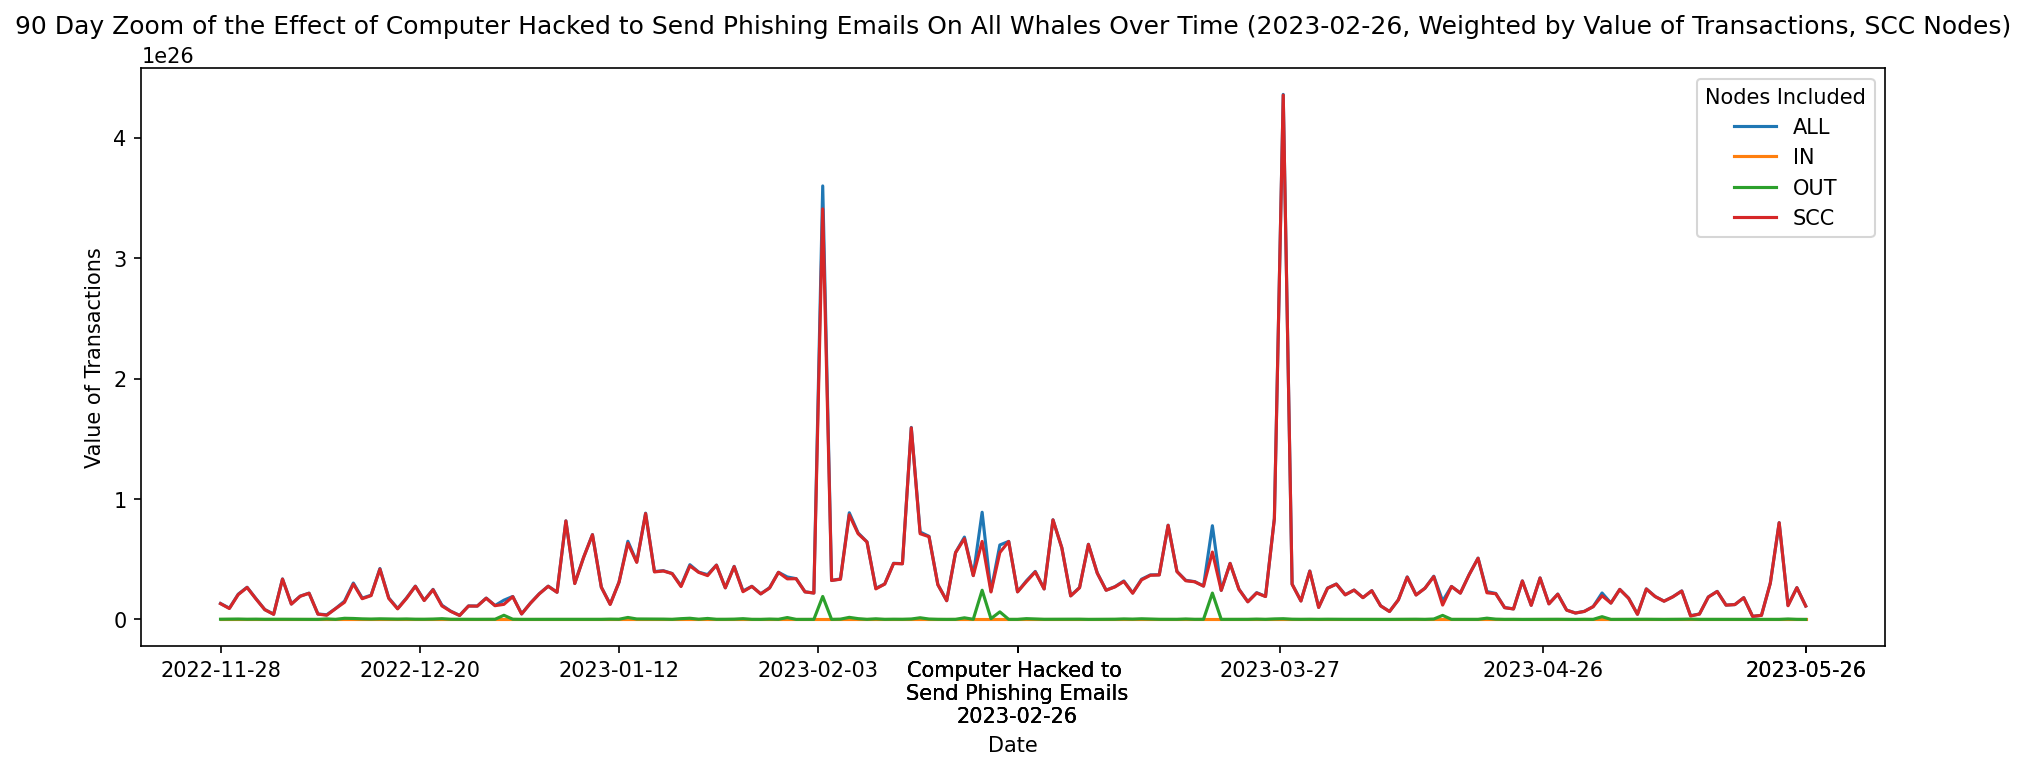 90 Day Zoom of the Effect of Computer Hacked to Send Phishing Emails On All Whales Over Time (2023-02-26, Weighted by Value of Transactions, SCC Nodes)
1e26
Nodes Included
ALL
IN
OUT
SCC
Value of Transactions
4
3
2
1
0
2022-11-28
2022-12-20
2023-01-12
2023-02-03
Computer Hacked to
Send Phishing Emails
2023-02-26
2023-03-27
2023-04-26
2023-05-26
Date